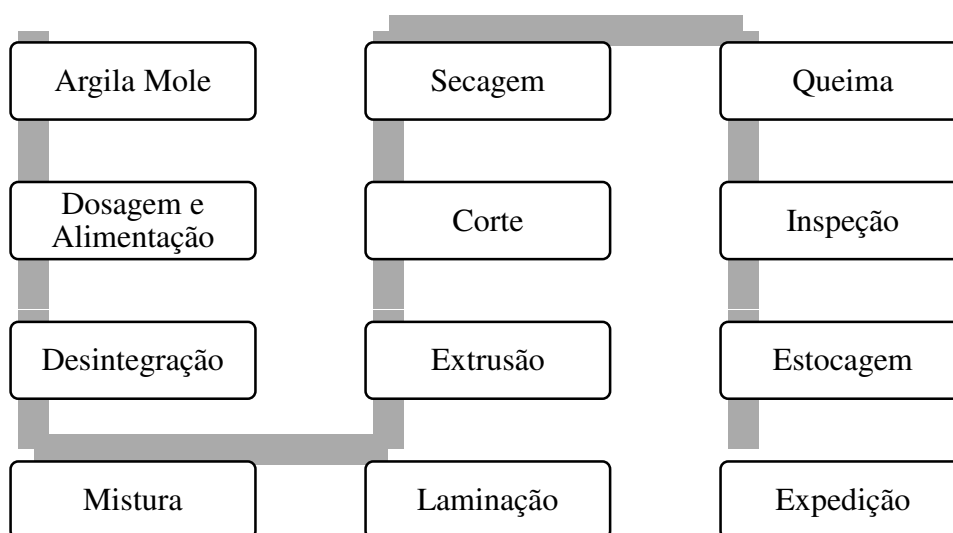 Argila Mole
Dosagem e
Alimentação
Desintegração
Mistura
Laminação
Extrusão
Corte
Secagem
Queima
Inspeção
Estocagem
Expedição